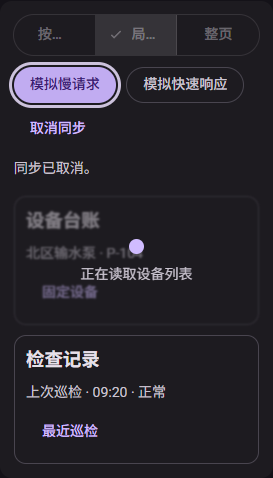 按…
局…
整页
模拟慢请求
模拟快速响应
取消同步
同步已取消。
设备台账
北区输水泵 · P-104
正在读取设备列表
固定设备
检查记录
上次巡检 · 09:20 · 正常
最近巡检